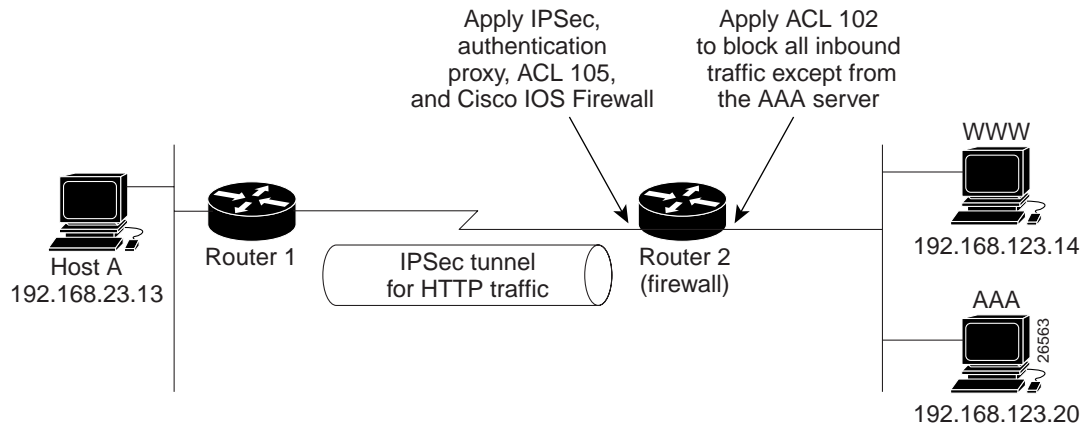 Apply IPSec,
authentication
proxy, ACL 105,
and Cisco IOS Firewall
Apply ACL 102
to block all inbound
traffic except from
the AAA server
WWW
192.168.123.14
Host A
192.168.23.13
Router 1
IPSec tunnel
for HTTP traffic
Router 2
(firewall)
AAA
26563
192.168.123.20